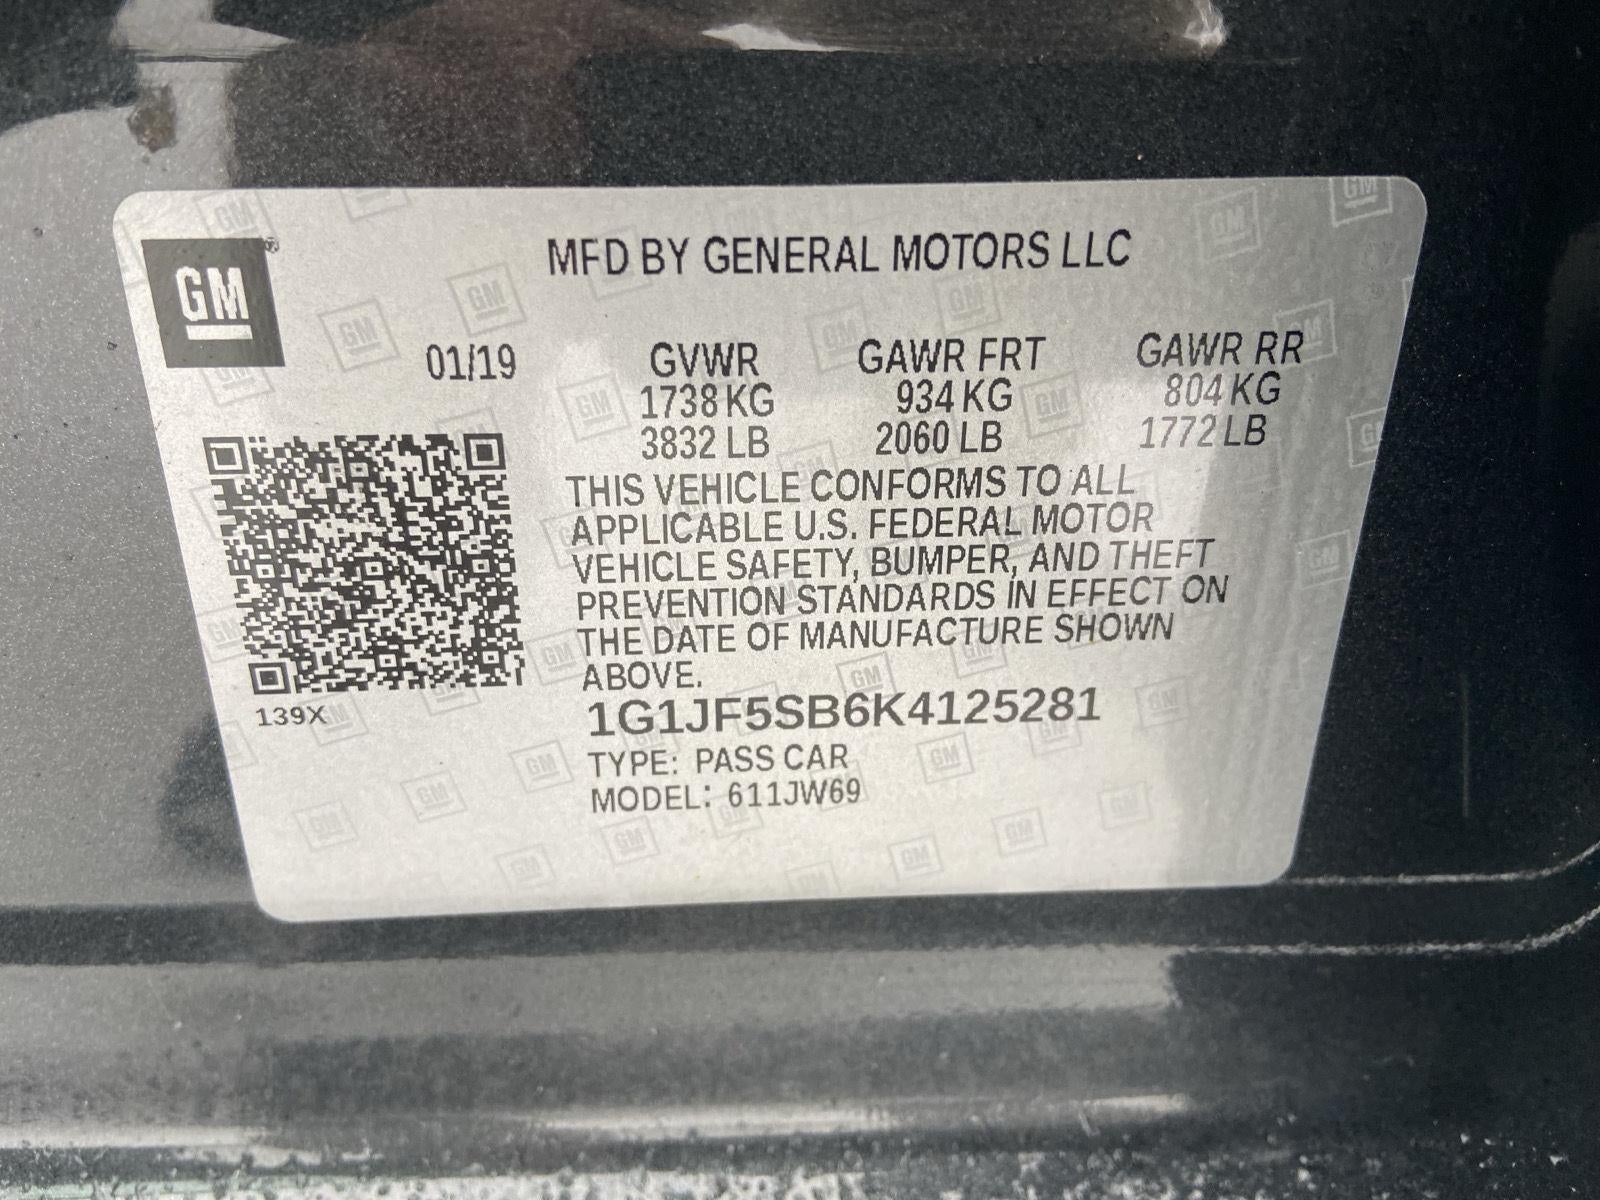 GM
MFD BY GENERAL MOTORS LLC
01/19 GVWR GAWR FRT GAWR RR
1738 KG 934 KG 804 KG
3832 LB 2060 LB 1772 LB
THIS VEHICLE CONFORMS TO ALL
APPLICABLE U.S. FEDERAL MOTOR
VEHICLE SAFETY, BUMPER, AND THEFT
PREVENTION STANDARDS IN EFFECT ON
THE DATE OF MANUFACTURE SHOWN
ABOVE.
139X
1G1JF5SB6K4125281
TYPE: PASS CAR
MODEL: 611JW69